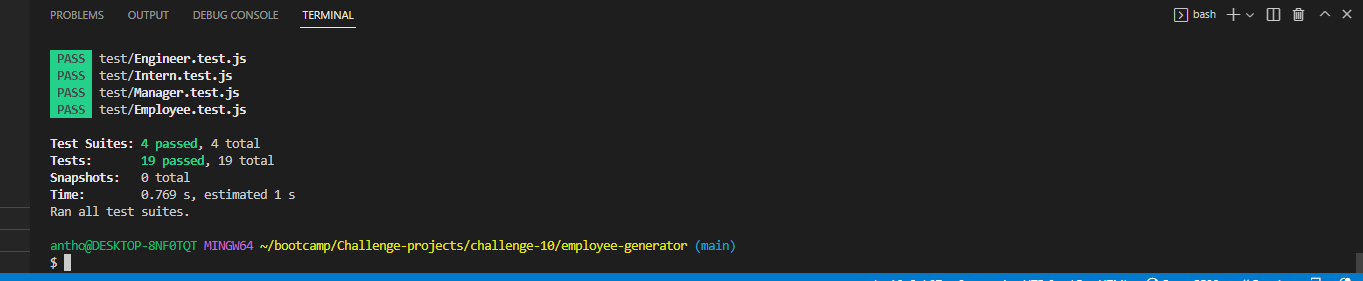 PROBLEMS OUTPUT DEBUG CONSOLE TERMINAL bash
PASS test/Engineer.test.js
PASS test/Intern.test.js
PASS test/Manager.test.js
PASS test/Employee.test.js
Test Suites: 4 passed, 4 total
Tests: 19 passed, 19 total
Snapshots: 0 total
Time: 0.769 s, estimated 1 s
Ran all test suites.
antho@DESKTOP-8NF0TQT MINGW64 ~/bootcamp/Challenge-projects/challenge-10/employee-generator (main)
$